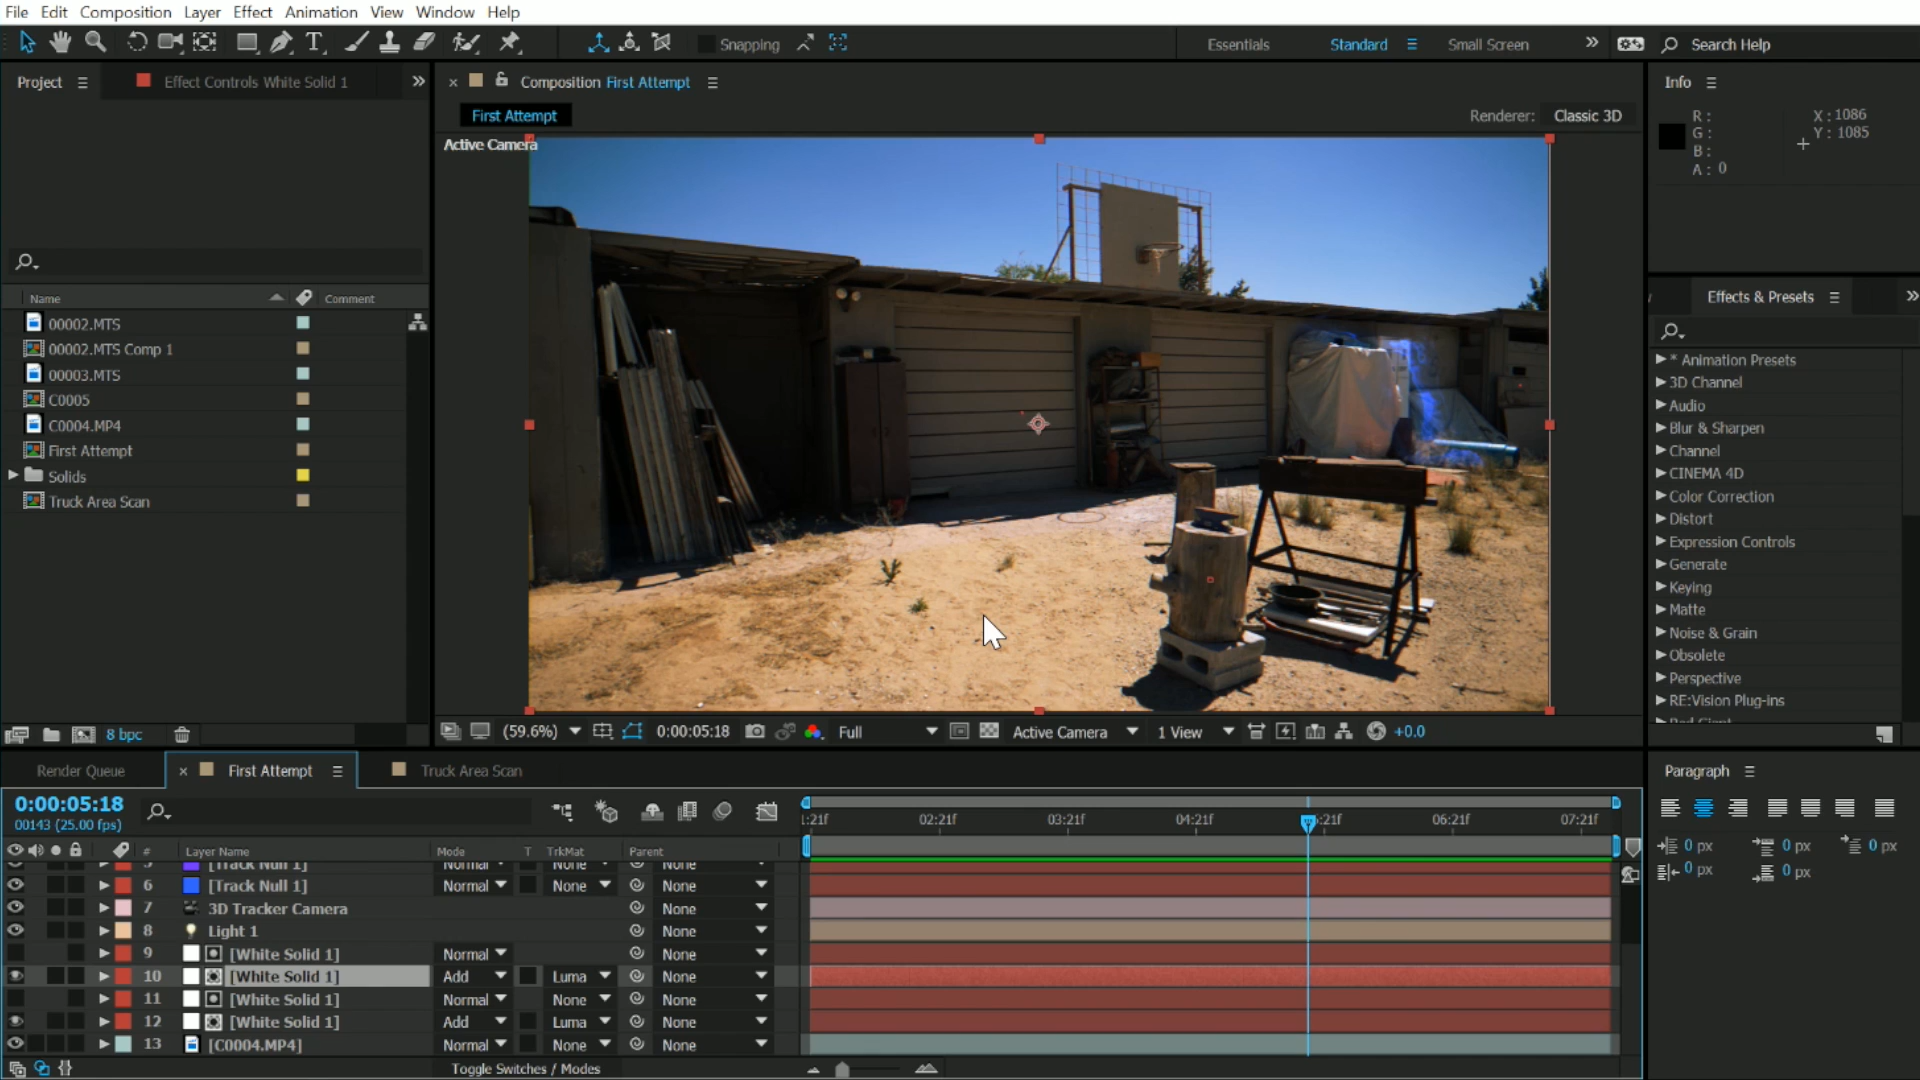 File Edit Composition Layer Effect Animation View Window Help
Snapping Essentials Standard Small Screen Search Help
Project Effect Controls White Solid 1 Composition First Attempt Info
First Attempt Renderer: Classic 3D
R: X: 1086
G: Y: 1085
B:
A: 0
Active Camera
Name Comment
00002.MTS
00002.MTS Comp 1
00003.MTS
C0005
C0004.MP4
First Attempt
Solids
Truck Area Scan
Effects & Presets
* Animation Presets
3D Channel
Audio
Blur & Sharpen
Channel
CINEMA 4D
Color Correction
Distort
Expression Controls
Generate
Keying
Matte
Noise & Grain
Obsolete
Perspective
RE:Vision Plug-ins
8 bpc
(59.6%) 0:00:05:18 Full Active Camera 1 View +0.0
Render Queue First Attempt Truck Area Scan Paragraph
0:00:05:18
00143 (25.00 fps)
1:21f 02:21f 03:21f 04:21f :21f 06:21f 07:21f
0 px 0 px 0 px
0 px 0 px
# Layer Name Mode T TrkMat Parent
5 [Track Null 1] Normal None None
6 [Track Null 1] Normal None None
7 3D Tracker Camera None
8 Light 1 None
9 [White Solid 1] Normal None
10 [White Solid 1] Add Luma None
11 [White Solid 1] Normal None None
12 [White Solid 1] Add Luma None
13 [C0004.MP4] Normal None None
Toggle Switches / Modes